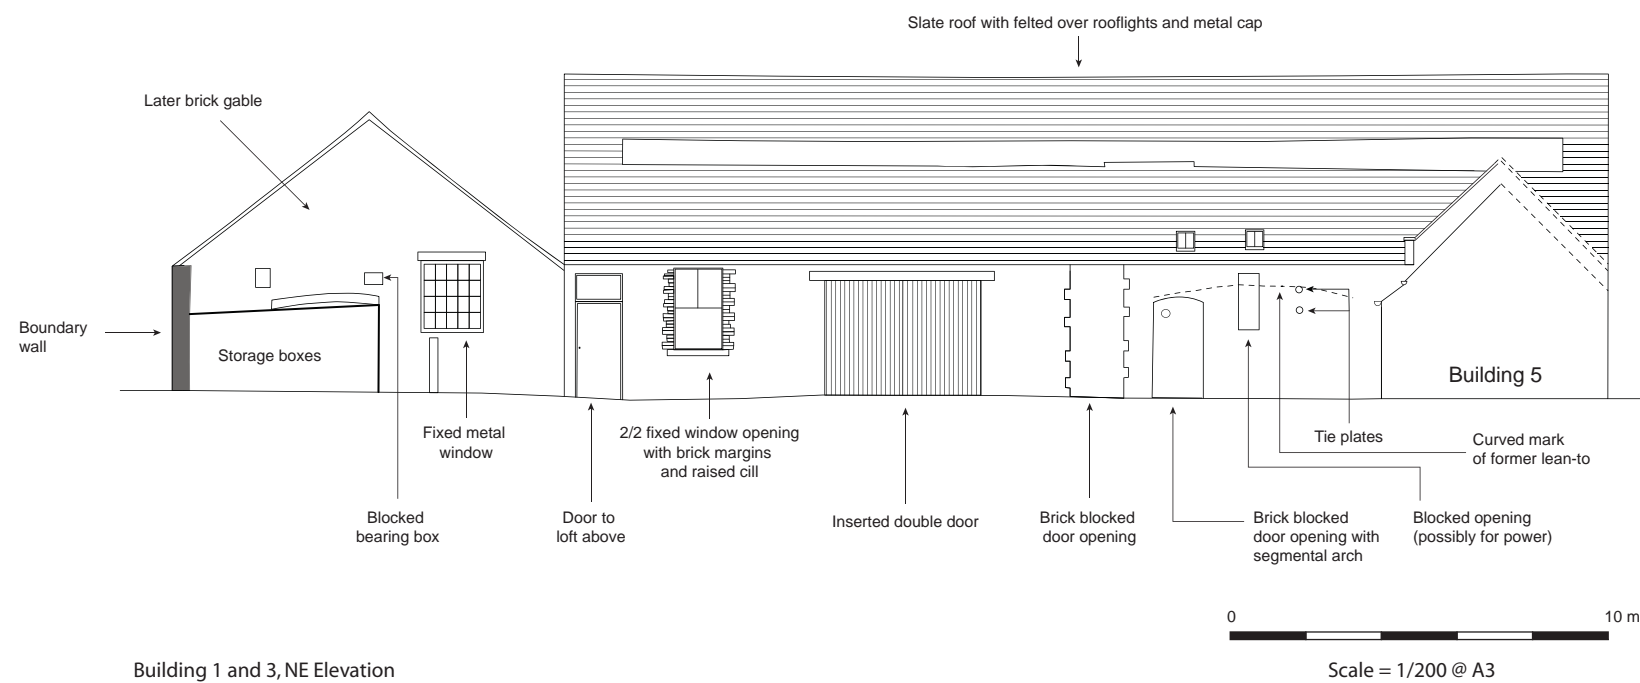 Slate roof with felted over rooflights and metal cap
Later brick gable
Boundary
wall
Storage boxes
Building 5
Fixed metal
window
2/2 fixed window opening
with brick margins
and raised cill
Tie plates
Curved mark
of former lean-to
Blocked
bearing box
Door to
loft above
Inserted double door
Brick blocked
door opening
Brick blocked
door opening with
segmental arch
Blocked opening
(possibly for power)
0
10 m
Building 1 and 3, NE Elevation
Scale = 1/200 @ A3